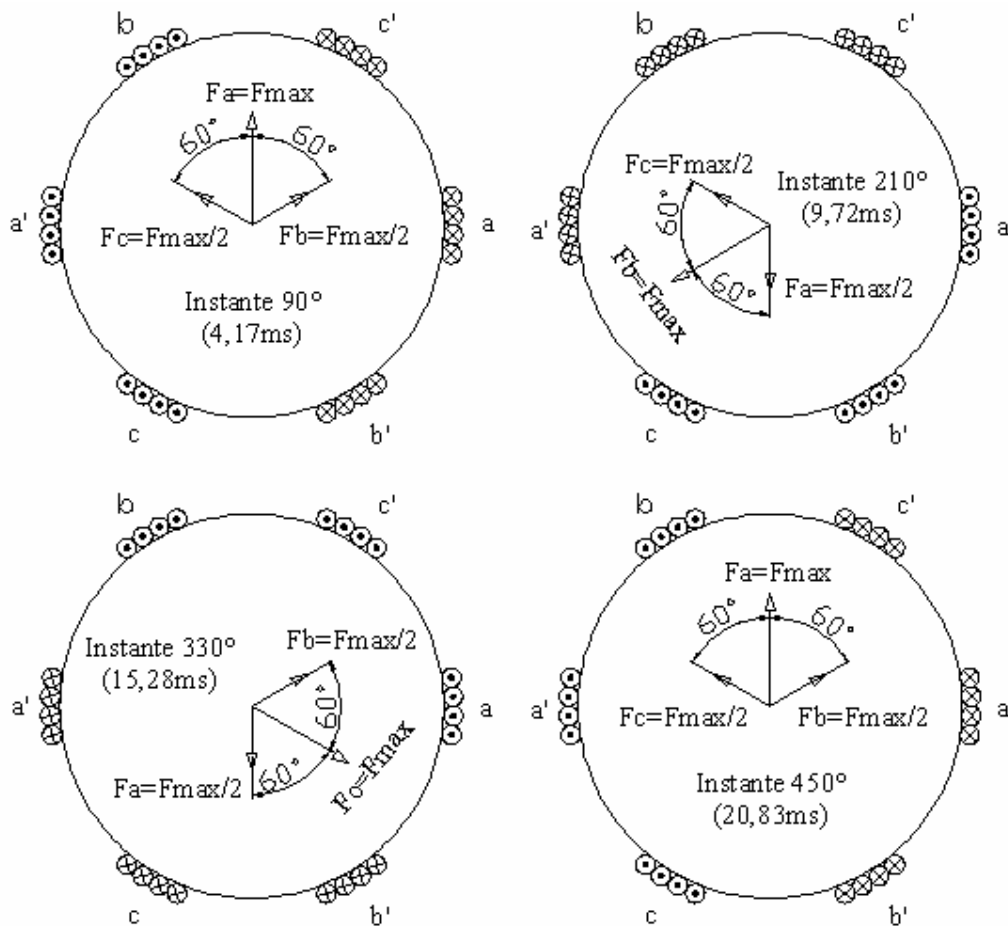 b
c'
Fa=Fmax
60°
60°
a'
a
Fc=Fmax/2
Fb=Fmax/2
Instante 90°
(4,17ms)
c
b'
b
c'
Fc=Fmax/2
Instante 210°
(9,72ms)
60°
a'
a
Fb=Fmax
60°
Fa=Fmax/2
c
b'
b
c'
Instante 330°
(15,28ms)
Fb=Fmax/2
60°
a'
a
Fa=Fmax/2
60°
Fc=Fmax
c
b'
b
c'
Fa=Fmax
60°
60°
a'
a
Fc=Fmax/2
Fb=Fmax/2
Instante 450°
(20,83ms)
c
b'